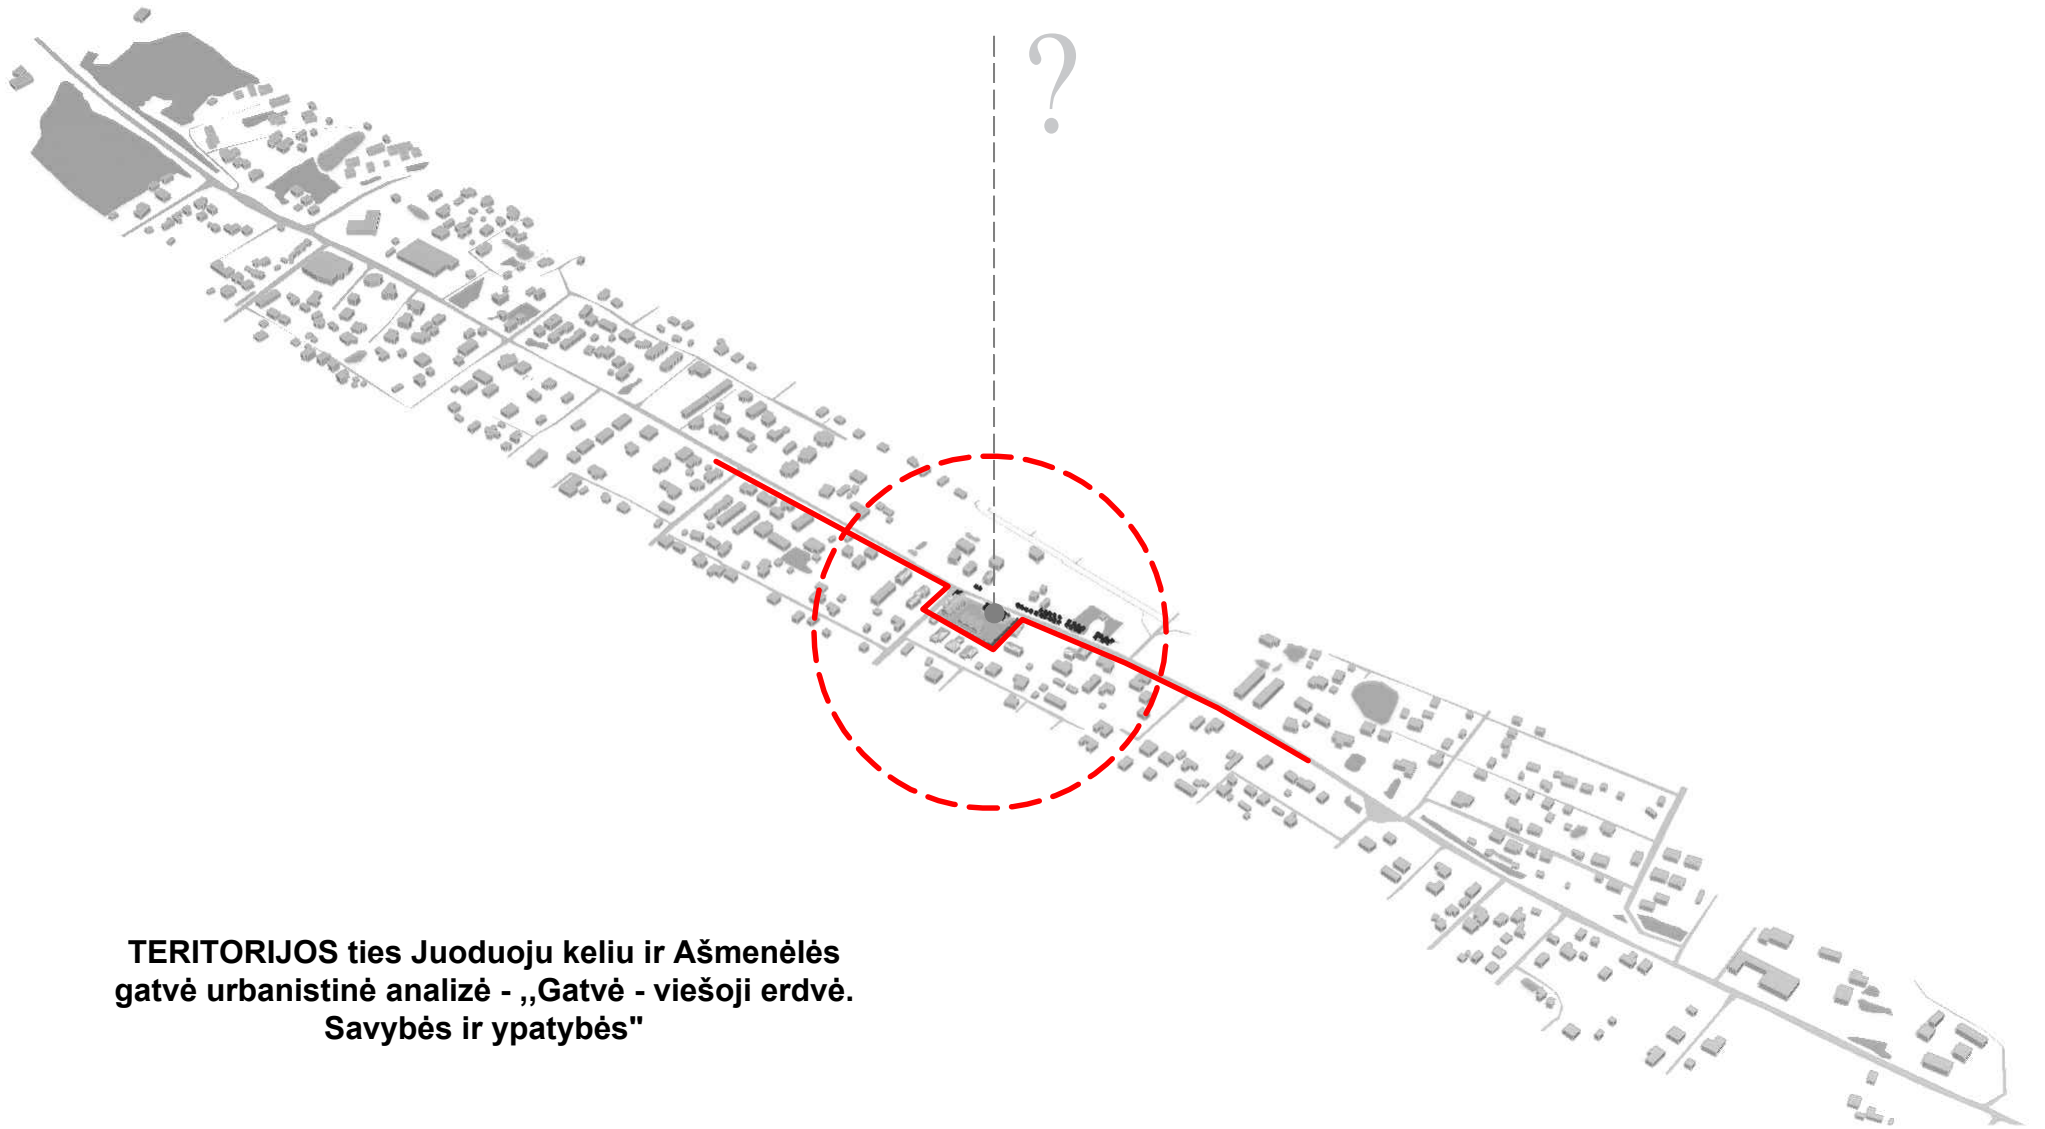 ?
TERITORIJOS ties Juoduoju keliu ir Ašmenėlės
gatvė urbanistinė analizė - ,,Gatvė - viešoji erdvė.
Savybės ir ypatybės"